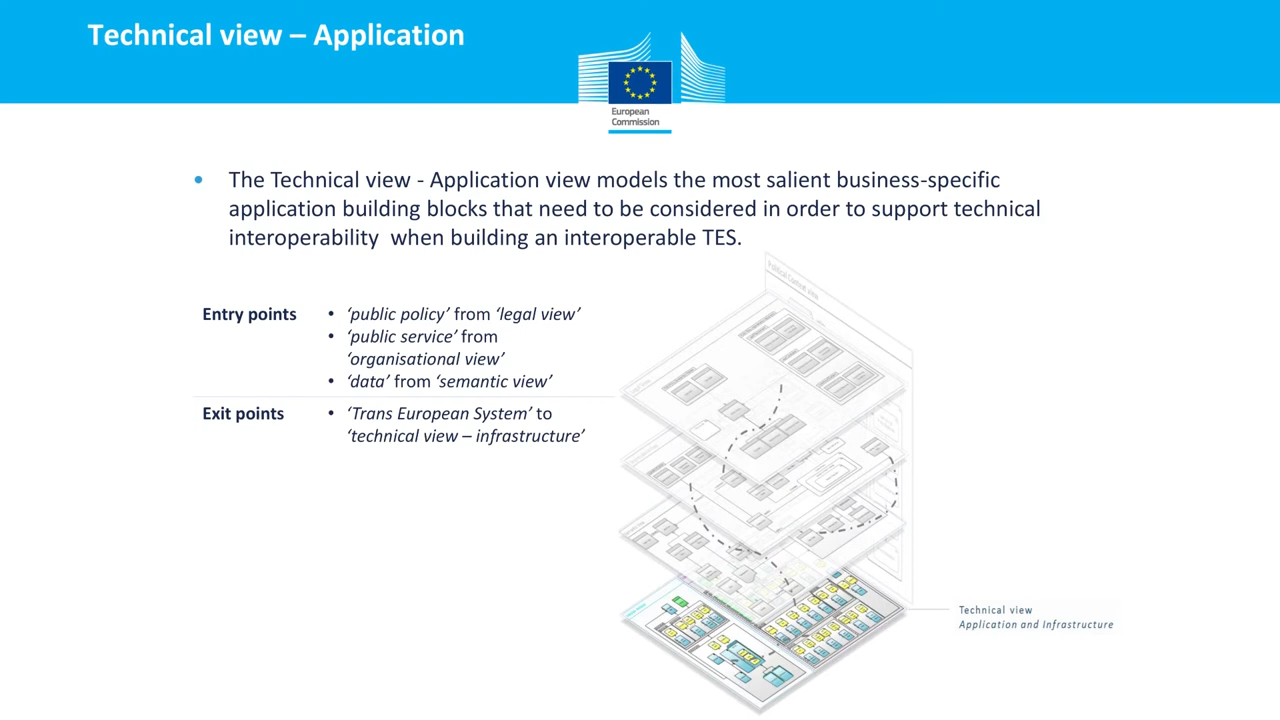 Technical view – Application
European
Commission
• The Technical view - Application view models the most salient business-specific
application building blocks that need to be considered in order to support technical
interoperability  when building an interoperable TES.
Entry points
• ‘public policy’ from ‘legal view’
• ‘public service’ from
‘organisational view’
• ‘data’ from ‘semantic view’
Exit points
• ‘Trans European System’ to
‘technical view – infrastructure’
Technical view
Application and Infrastructure